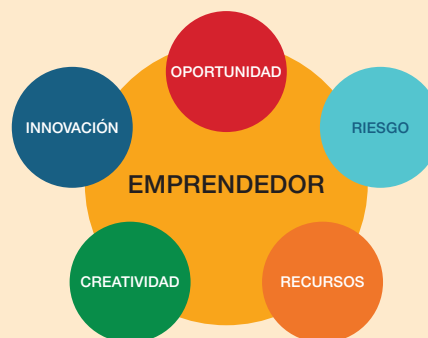 OPORTUNIDAD
INNOVACIÓN
RIESGO
EMPRENDEDOR
CREATIVIDAD
RECURSOS